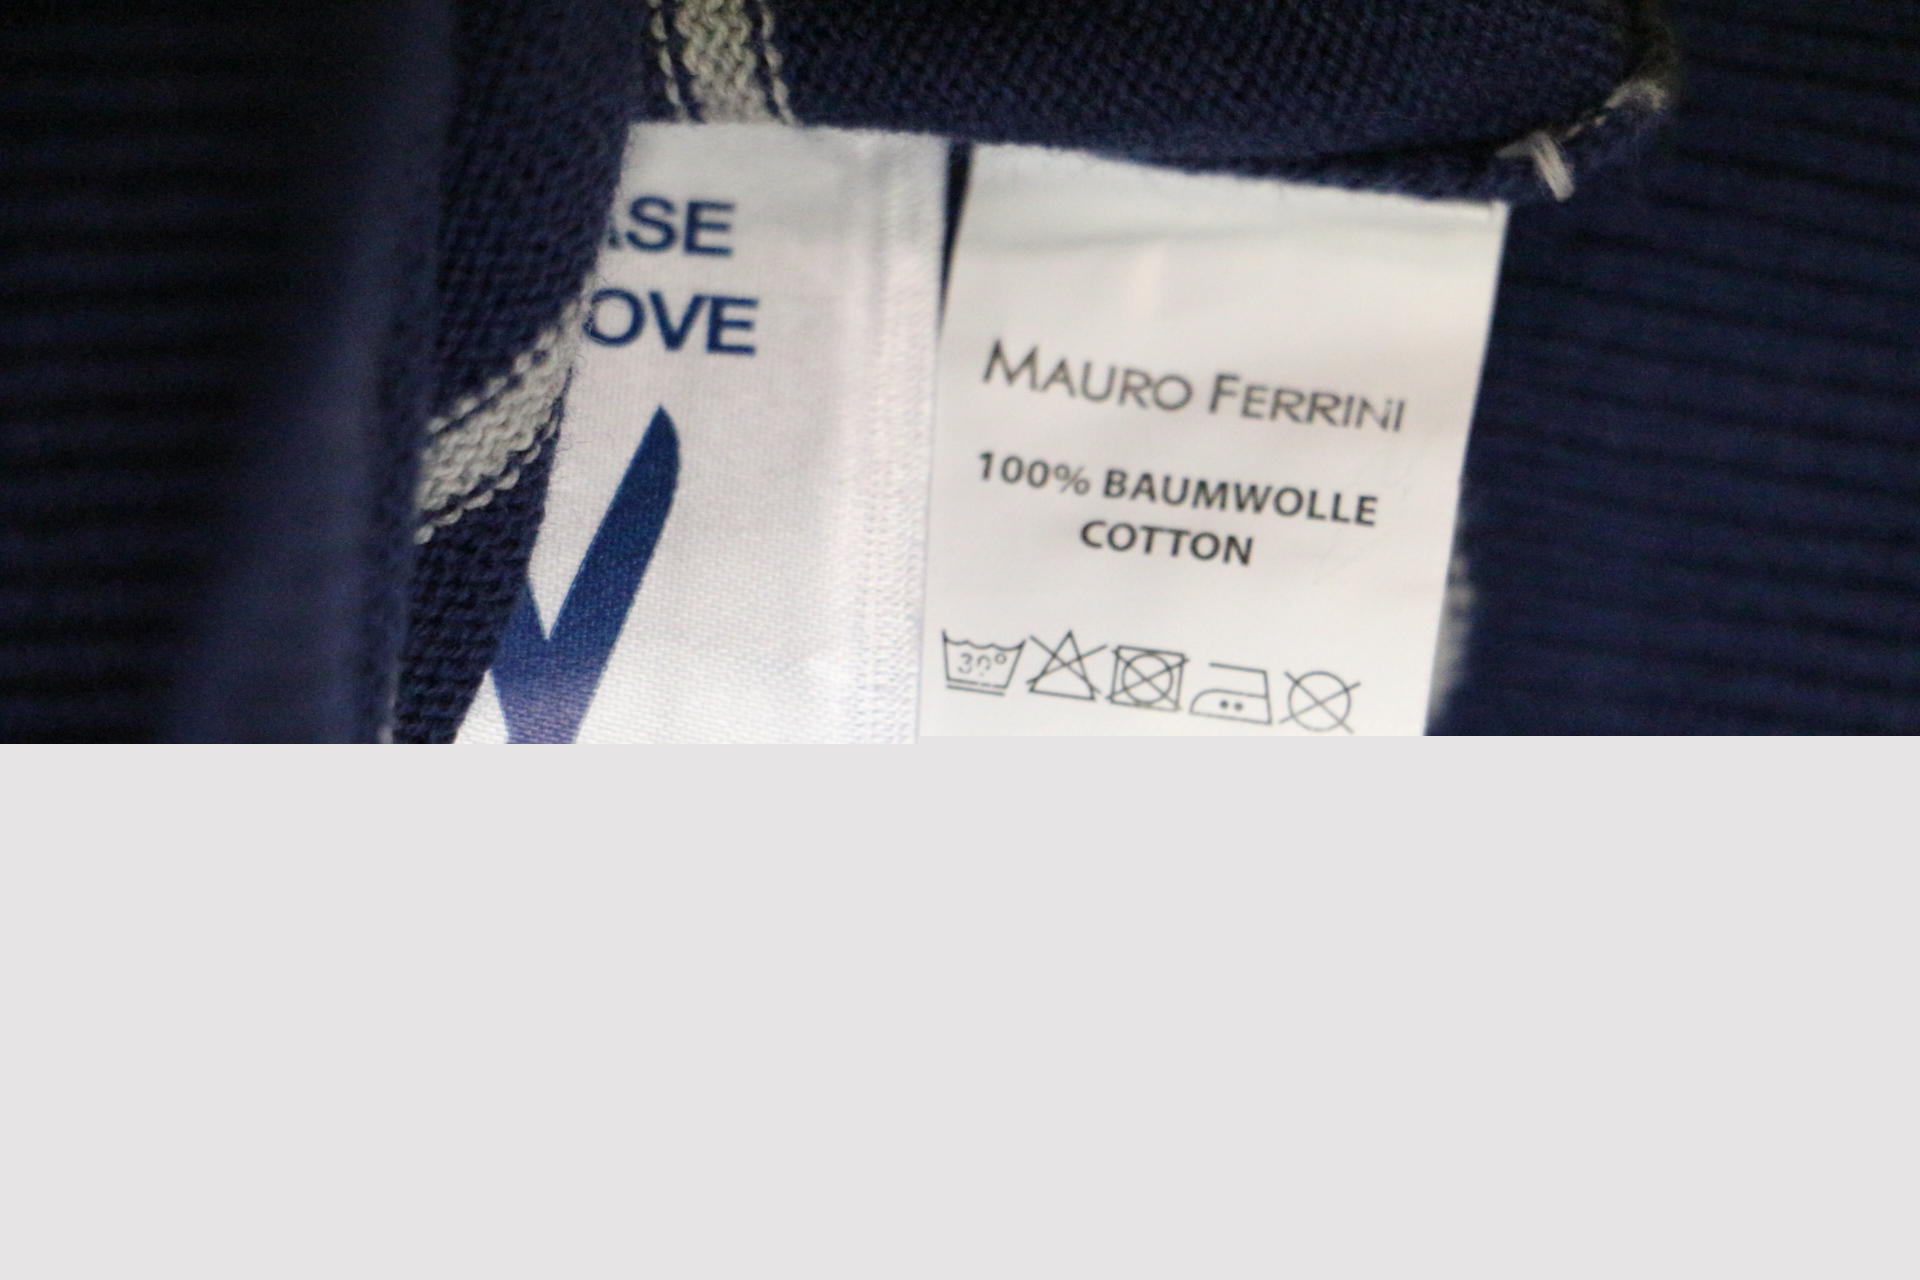 ASE
OVE
MAURO FERRINI
100% BAUMWOLLE
COTTON
30°